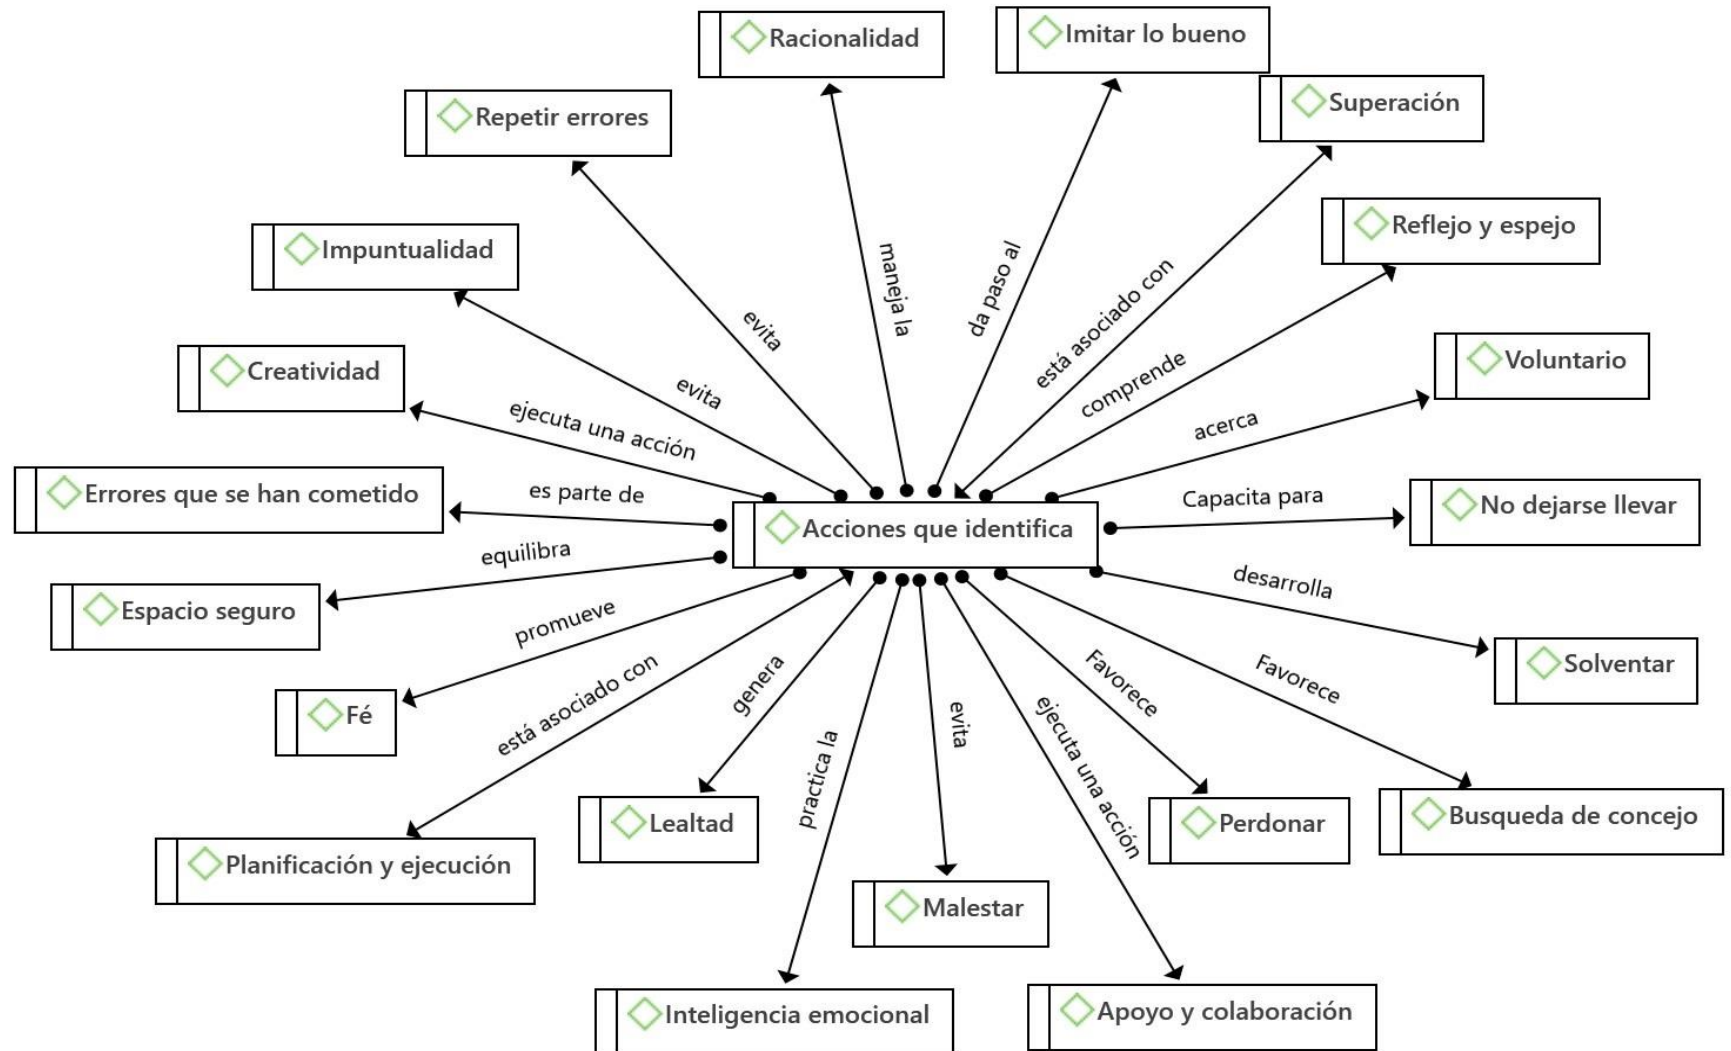 Racionalidad
Imitar lo bueno
Superación
Repetir errores
Reflejo y espejo
Impuntualidad
maneja la
da paso al
está asociado con
evita
comprende
Voluntario
Creatividad
evita
ejecuta una acción
acerca
Errores que se han cometido
es parte de
Capacita para
No dejarse llevar
Acciones que identifica
equilibra
desarrolla
Espacio seguro
promueve
Solventar
Fé
está asociado con
genera
practica la
evita
ejecuta una acción
Favorece
Favorece
Planificación y ejecución
Lealtad
Perdonar
Busqueda de concejo
Malestar
Inteligencia emocional
Apoyo y colaboración